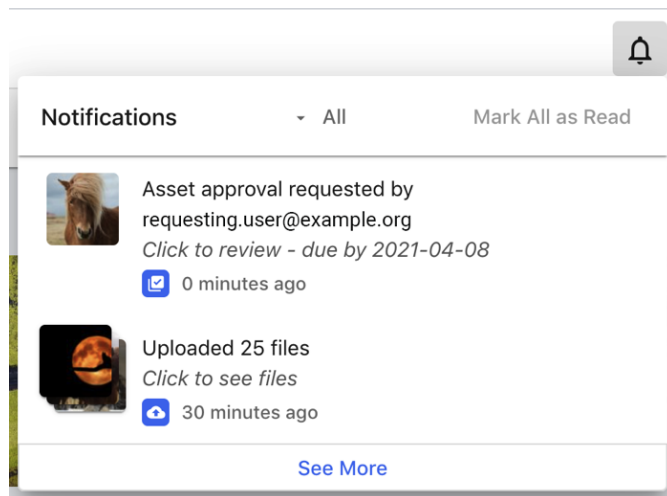 Notifications
All
Mark All as Read
Asset approval requested by
requesting.user@example.org
Click to review - due by 2021-04-08
0 minutes ago
Uploaded 25 files
Click to see files
30 minutes ago
See More